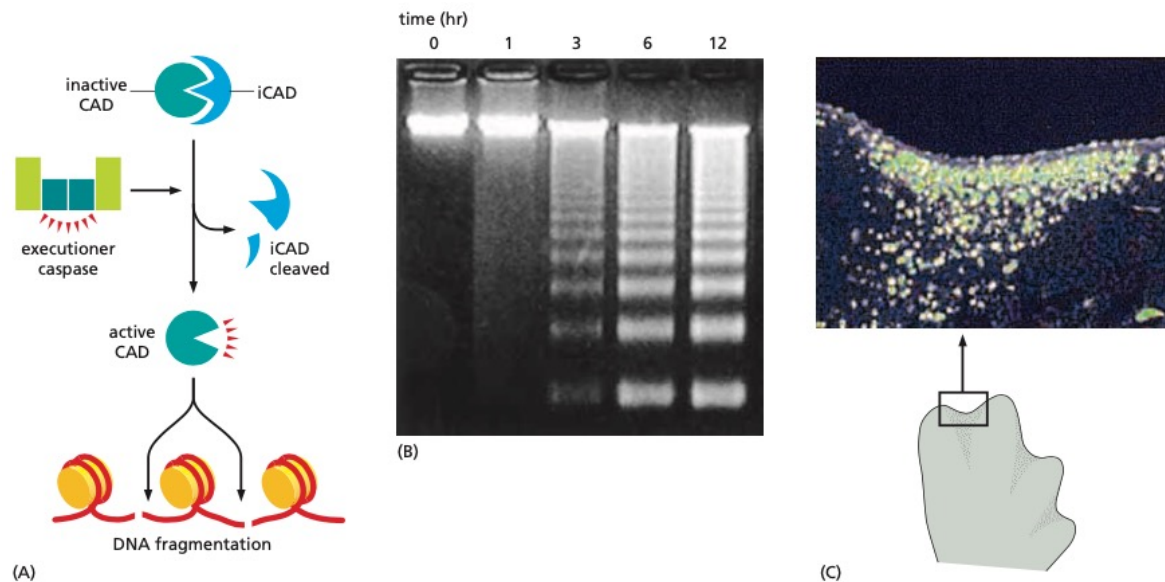 inactive
CAD
iCAD
executioner
caspase
iCAD
cleaved
active
CAD
DNA fragmentation
(A)
time (hr)
0 1 3 6 12
(B)
(C)